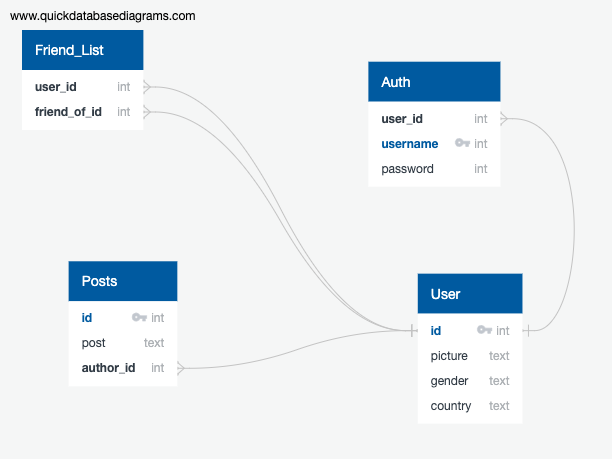 www.quickdatabasediagrams.com
Friend_List
user_id int
friend_of_id int
Auth
user_id int
username int
password int
Posts
id int
post text
author_id int
User
id int
picture text
gender text
country text